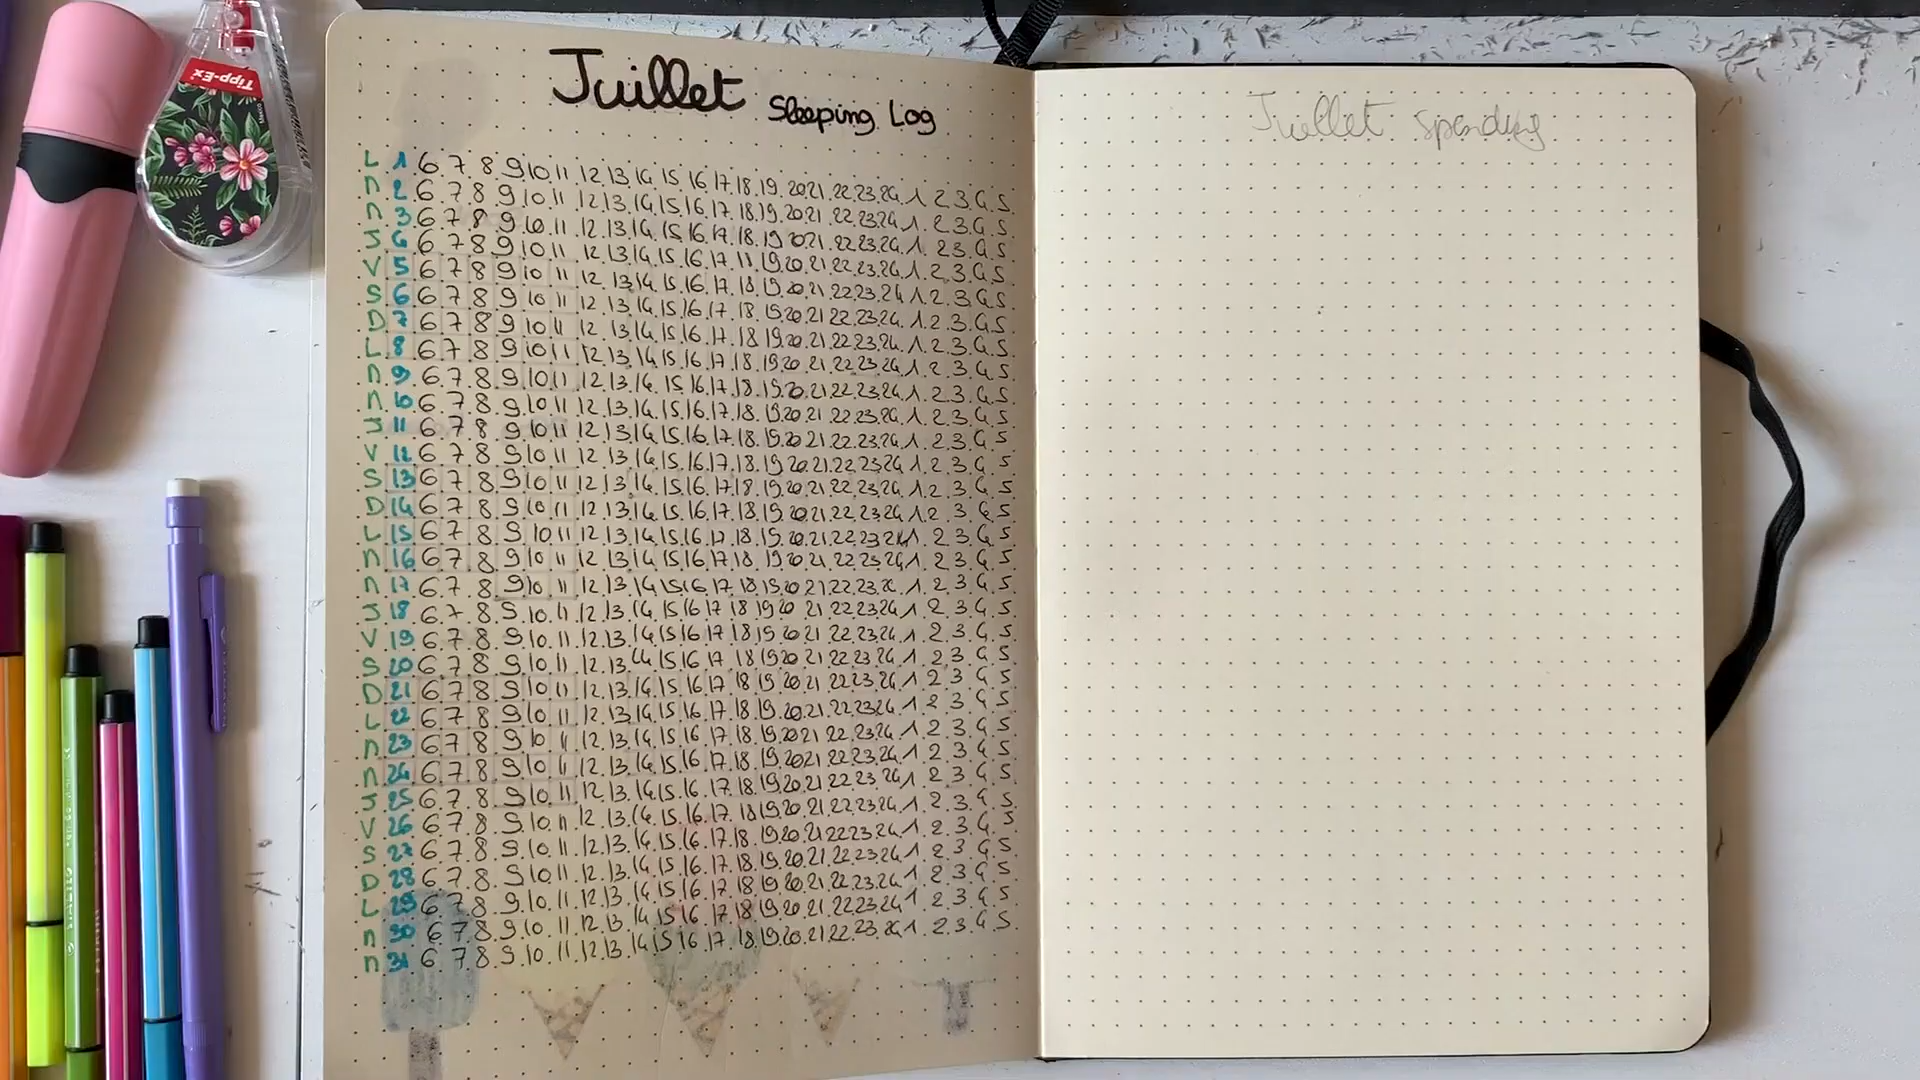 Tipp-Ex
Juillet Sleeping Log
L 1 6 7 8 9 10 11 12 13 14 15 16 17 18 19 20 21 22 23 24 1 2 3 4 5
M 2 6 7 8 9 10 11 12 13 14 15 16 17 18 19 20 21 22 23 24 1 2 3 4 5
M 3 6 7 8 9 10 11 12 13 14 15 16 17 18 19 20 21 22 23 24 1 2 3 4 5
J 4 6 7 8 9 10 11 12 13 14 15 16 17 18 19 20 21 22 23 24 1 2 3 4 5
V 5 6 7 8 9 10 11 12 13 14 15 16 17 18 19 20 21 22 23 24 1 2 3 4 5
S 6 6 7 8 9 10 11 12 13 14 15 16 17 18 19 20 21 22 23 24 1 2 3 4 5
D 7 6 7 8 9 10 11 12 13 14 15 16 17 18 19 20 21 22 23 24 1 2 3 4 5
L 8 6 7 8 9 10 11 12 13 14 15 16 17 18 19 20 21 22 23 24 1 2 3 4 5
M 9 6 7 8 9 10 11 12 13 14 15 16 17 18 19 20 21 22 23 24 1 2 3 4 5
M 10 6 7 8 9 10 11 12 13 14 15 16 17 18 19 20 21 22 23 24 1 2 3 4 5
J 11 6 7 8 9 10 11 12 13 14 15 16 17 18 19 20 21 22 23 24 1 2 3 4 5
V 12 6 7 8 9 10 11 12 13 14 15 16 17 18 19 20 21 22 23 24 1 2 3 4 5
S 13 6 7 8 9 10 11 12 13 14 15 16 17 18 19 20 21 22 23 24 1 2 3 4 5
D 14 6 7 8 9 10 11 12 13 14 15 16 17 18 19 20 21 22 23 24 1 2 3 4 5
L 15 6 7 8 9 10 11 12 13 14 15 16 17 18 19 20 21 22 23 24 1 2 3 4 5
M 16 6 7 8 9 10 11 12 13 14 15 16 17 18 19 20 21 22 23 24 1 2 3 4 5
M 17 6 7 8 9 10 11 12 13 14 15 16 17 18 19 20 21 22 23 24 1 2 3 4 5
J 18 6 7 8 9 10 11 12 13 14 15 16 17 18 19 20 21 22 23 24 1 2 3 4 5
V 19 6 7 8 9 10 11 12 13 14 15 16 17 18 19 20 21 22 23 24 1 2 3 4 5
S 20 6 7 8 9 10 11 12 13 14 15 16 17 18 19 20 21 22 23 24 1 2 3 4 5
D 21 6 7 8 9 10 11 12 13 14 15 16 17 18 19 20 21 22 23 24 1 2 3 4 5
L 22 6 7 8 9 10 11 12 13 14 15 16 17 18 19 20 21 22 23 24 1 2 3 4 5
M 23 6 7 8 9 10 11 12 13 14 15 16 17 18 19 20 21 22 23 24 1 2 3 4 5
M 24 6 7 8 9 10 11 12 13 14 15 16 17 18 19 20 21 22 23 24 1 2 3 4 5
J 25 6 7 8 9 10 11 12 13 14 15 16 17 18 19 20 21 22 23 24 1 2 3 4 5
V 26 6 7 8 9 10 11 12 13 14 15 16 17 18 19 20 21 22 23 24 1 2 3 4 5
S 27 6 7 8 9 10 11 12 13 14 15 16 17 18 19 20 21 22 23 24 1 2 3 4 5
D 28 6 7 8 9 10 11 12 13 14 15 16 17 18 19 20 21 22 23 24 1 2 3 4 5
L 29 6 7 8 9 10 11 12 13 14 15 16 17 18 19 20 21 22 23 24 1 2 3 4 5
M 30 6 7 8 9 10 11 12 13 14 15 16 17 18 19 20 21 22 23 24 1 2 3 4 5
M 31 6 7 8 9 10 11 12 13 14 15 16 17 18 19 20 21 22 23 24 1 2 3 4 5
Juillet spending